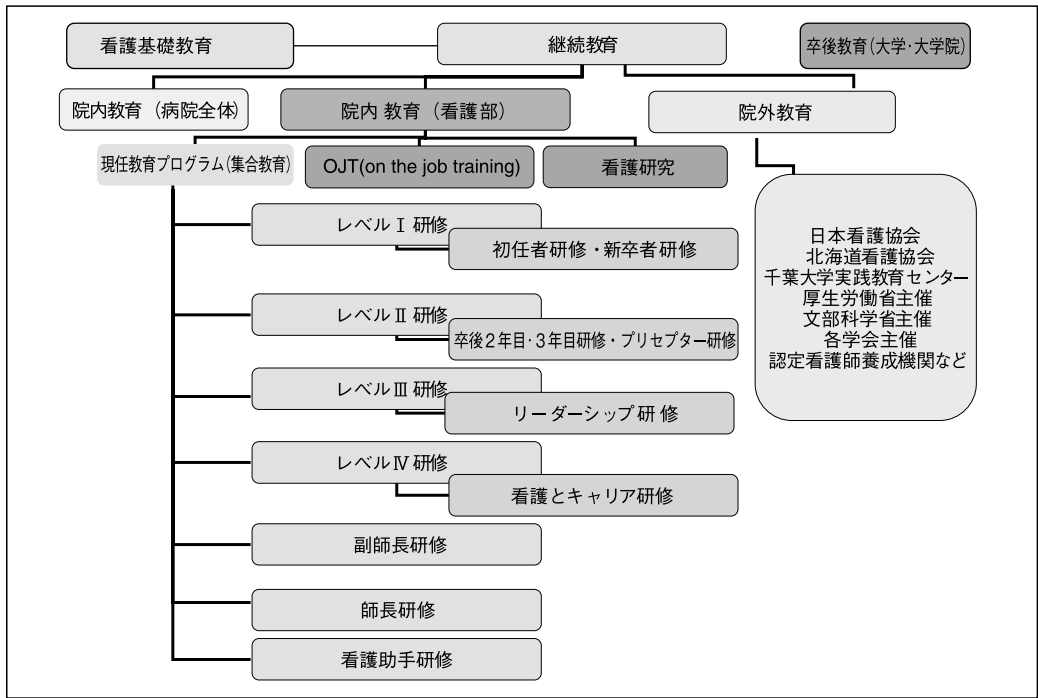 看護基礎教育
継続教育
卒後教育(大学・大学院)
院内教育（病院全体）
院内 教育（看護部）
院外教育
現任教育プログラム(集合教育)
OJT(on the job training)
看護研究
レベルⅠ研修
初任者研修・新卒者研修
レベルⅡ研修
卒後２年目・３年目研修・プリセプター研修
レベルⅢ研修
リーダーシップ研修
レベルⅣ研修
看護とキャリア研修
副師長研修
師長研修
看護助手研修
日本看護協会
北海道看護協会
千葉大学実践教育センター
厚生労働省主催
文部科学省主催
各学会主催
認定看護師養成機関など